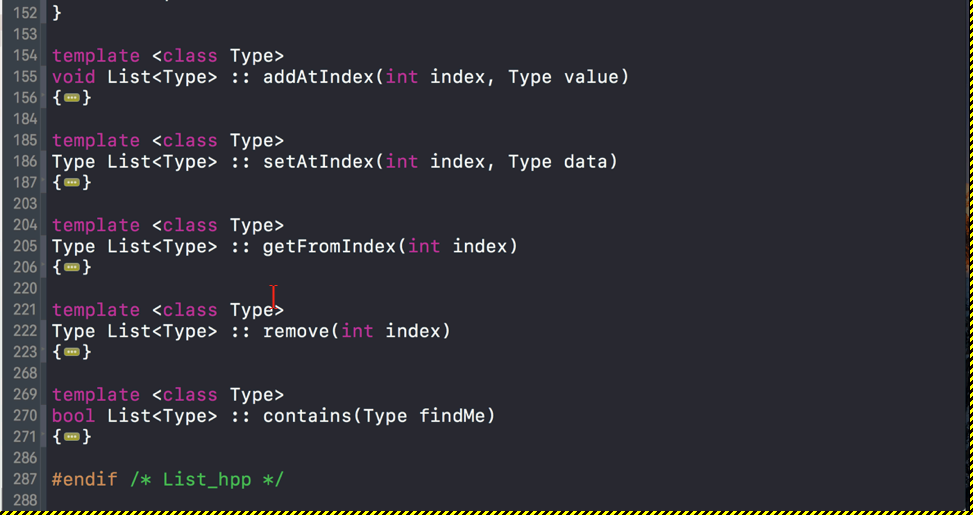 152 }
153
154 template <class Type>
155 void List<Type> :: addAtIndex(int index, Type value)
156 {•••}
184
185 template <class Type>
186 Type List<Type> :: setAtIndex(int index, Type data)
187 {•••}
203
204 template <class Type>
205 Type List<Type> :: getFromIndex(int index)
206 {•••}
220
221 template <class Type>
222 Type List<Type> :: remove(int index)
223 {•••}
268
269 template <class Type>
270 bool List<Type> :: contains(Type findMe)
271 {•••}
286
287 #endif /* List_hpp */
288